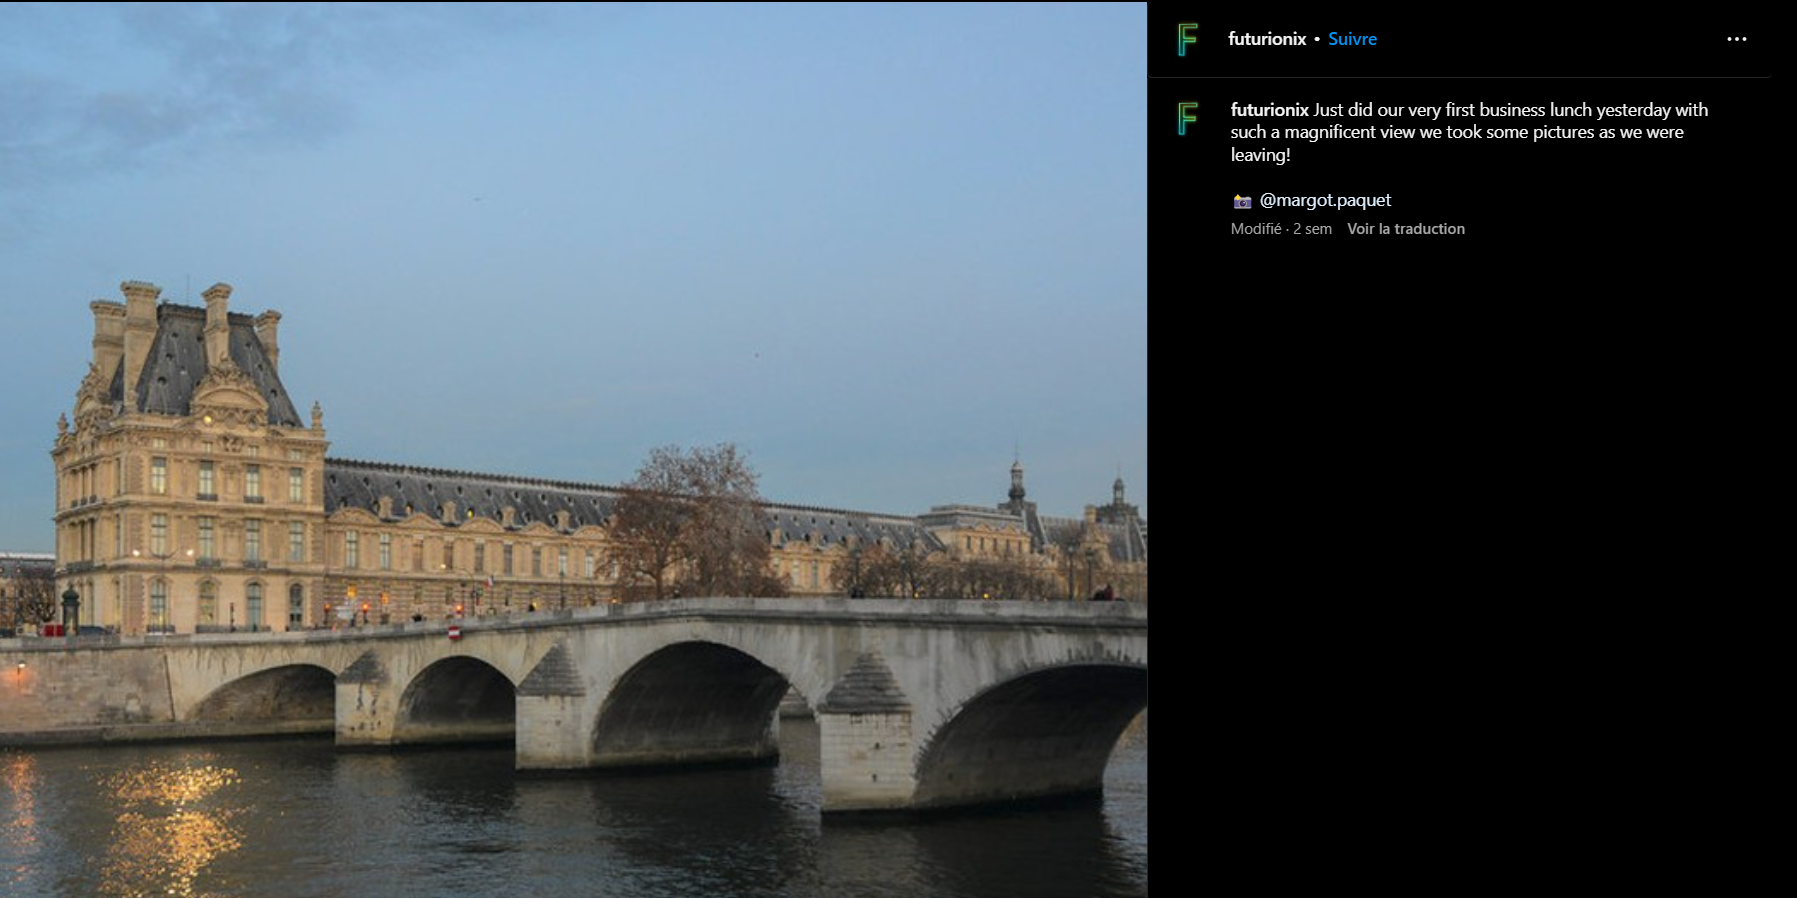 futurionix • Suivre
futurionix Just did our very first business lunch yesterday with
such a magnificent view we took some pictures as we were
leaving!
@margot.paquet
Modifié · 2 sem Voir la traduction